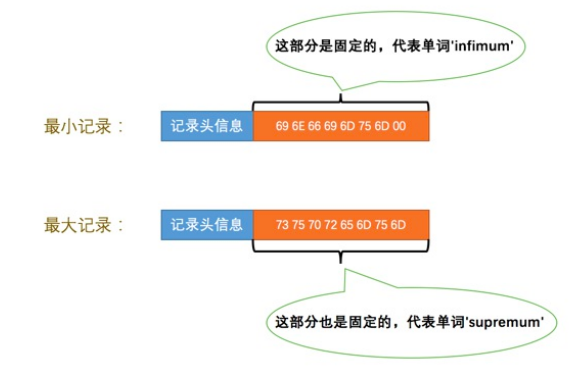 这部分是固定的，代表单词'infimum'
最小记录： 记录头信息 69 6E 66 69 6D 75 6D 00
最大记录： 记录头信息 73 75 70 72 65 6D 75 6D
这部分也是固定的，代表单词'supremum'